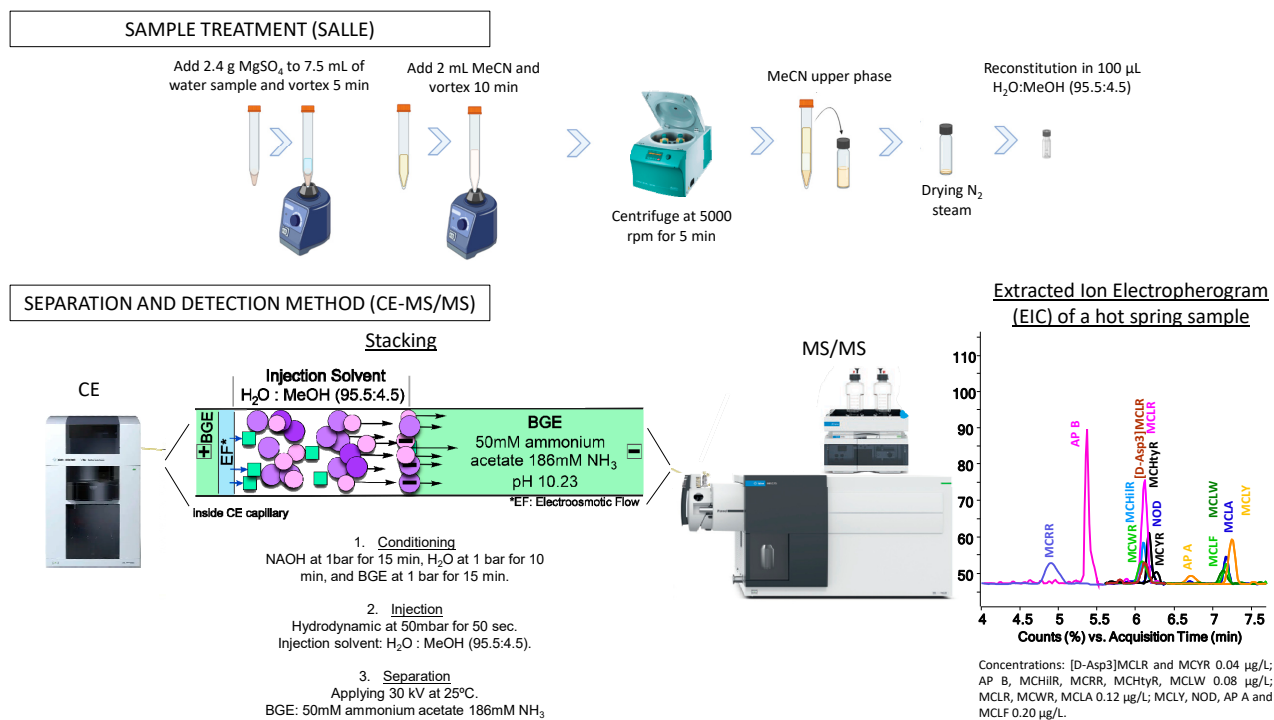 SAMPLE TREATMENT (SALLE)
Add 2.4 g MgSO₄ to 7.5 mL of
water sample and vortex 5 min
Add 2 mL MeCN and
vortex 10 min
Centrifuge at 5000
rpm for 5 min
MeCN upper phase
Drying N₂
steam
Reconstitution in 100 µL
H₂O:MeOH (95.5:4.5)
SEPARATION AND DETECTION METHOD (CE-MS/MS)
CE
Stacking
Injection Solvent
H₂O : MeOH (95.5:4.5)
+
BGE
EF*
BGE
50mM ammonium
acetate 186mM NH₃
pH 10.23
*EF: Electroosmotic Flow
inside CE capillary
1. Conditioning
NAOH at 1bar for 15 min, H₂O at 1 bar for 10
min, and BGE at 1 bar for 15 min.
2. Injection
Hydrodynamic at 50mbar for 50 sec.
Injection solvent: H₂O : MeOH (95.5:4.5).
3. Separation
Applying 30 kV at 25ºC.
BGE: 50mM ammonium acetate 186mM NH₃
MS/MS
Extracted Ion Electropherogram
(EIC) of a hot spring sample
110
100
90
80
70
60
50
MCRR
AP B
MCWR
MCHilR
[D-Asp3]MCLR
MCHtyR
MCLR
MCYR
NOD
AP A
MCLF
MCLW
MCLA
MCLY
4 4.5 5 5.5 6 6.5 7 7.5
Counts (%) vs. Acquisition Time (min)
Concentrations: [D-Asp3]MCLR and MCYR 0.04 µg/L;
AP B, MCHilR, MCRR, MCHtyR, MCLW 0.08 µg/L;
MCLR, MCWR, MCLA 0.12 µg/L; MCLY, NOD, AP A and
MCLF 0.20 µg/L.